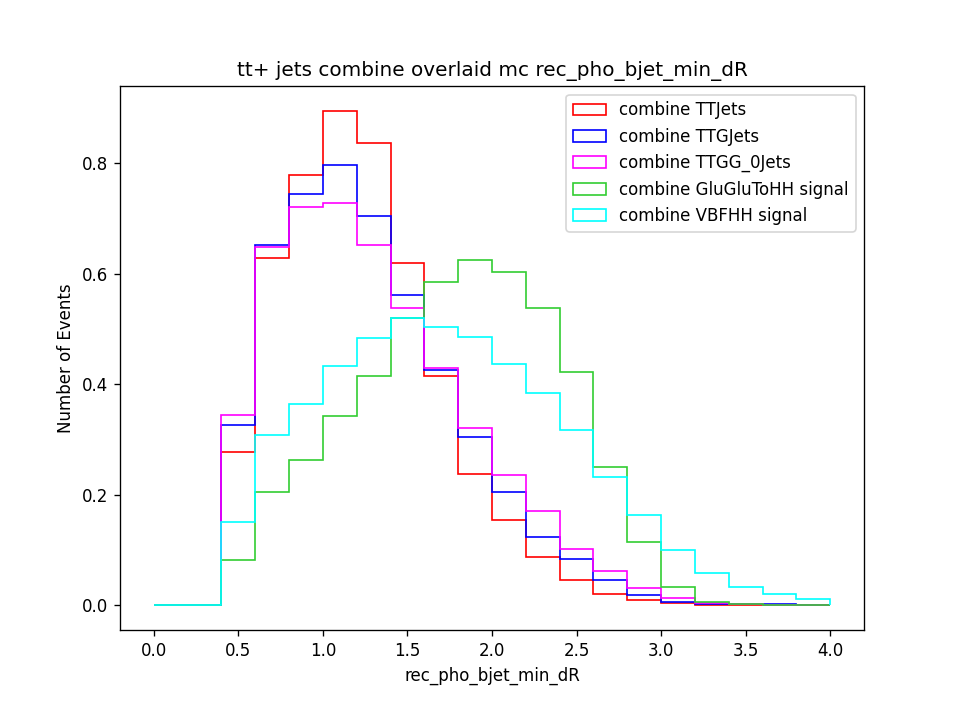 tt+ jets combine overlaid mc rec_pho_bjet_min_dR
combine TTJets
combine TTGJets
combine TTGG_0Jets
combine GluGluToHH signal
combine VBFHH signal
Number of Events
0.8
0.6
0.4
0.2
0.0
0.0 0.5 1.0 1.5 2.0 2.5 3.0 3.5 4.0
rec_pho_bjet_min_dR